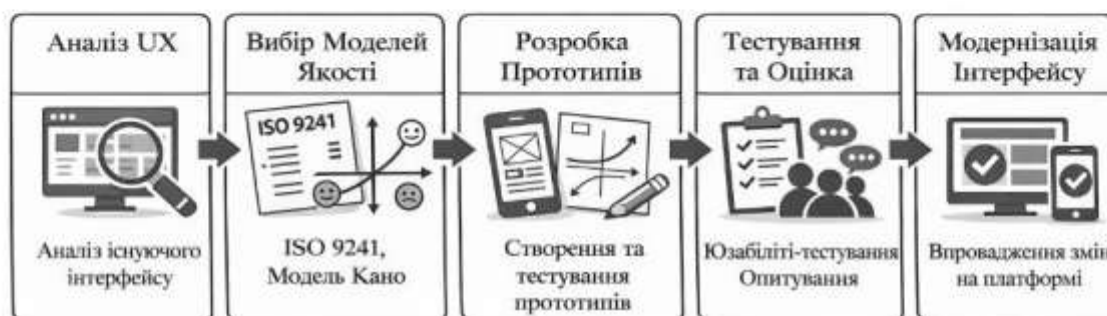 Аналіз UX
Аналіз існуючого
інтерфейсу
Вибір Моделей
Якості
ISO 9241
ISO 9241,
Модель Кано
Розробка
Прототипів
Створення та
тестування
прототипів
Тестування
та Оцінка
Юзабіліті-тестування
Опитування
Модернізація
Інтерфейсу
Впровадження змін
на платформі